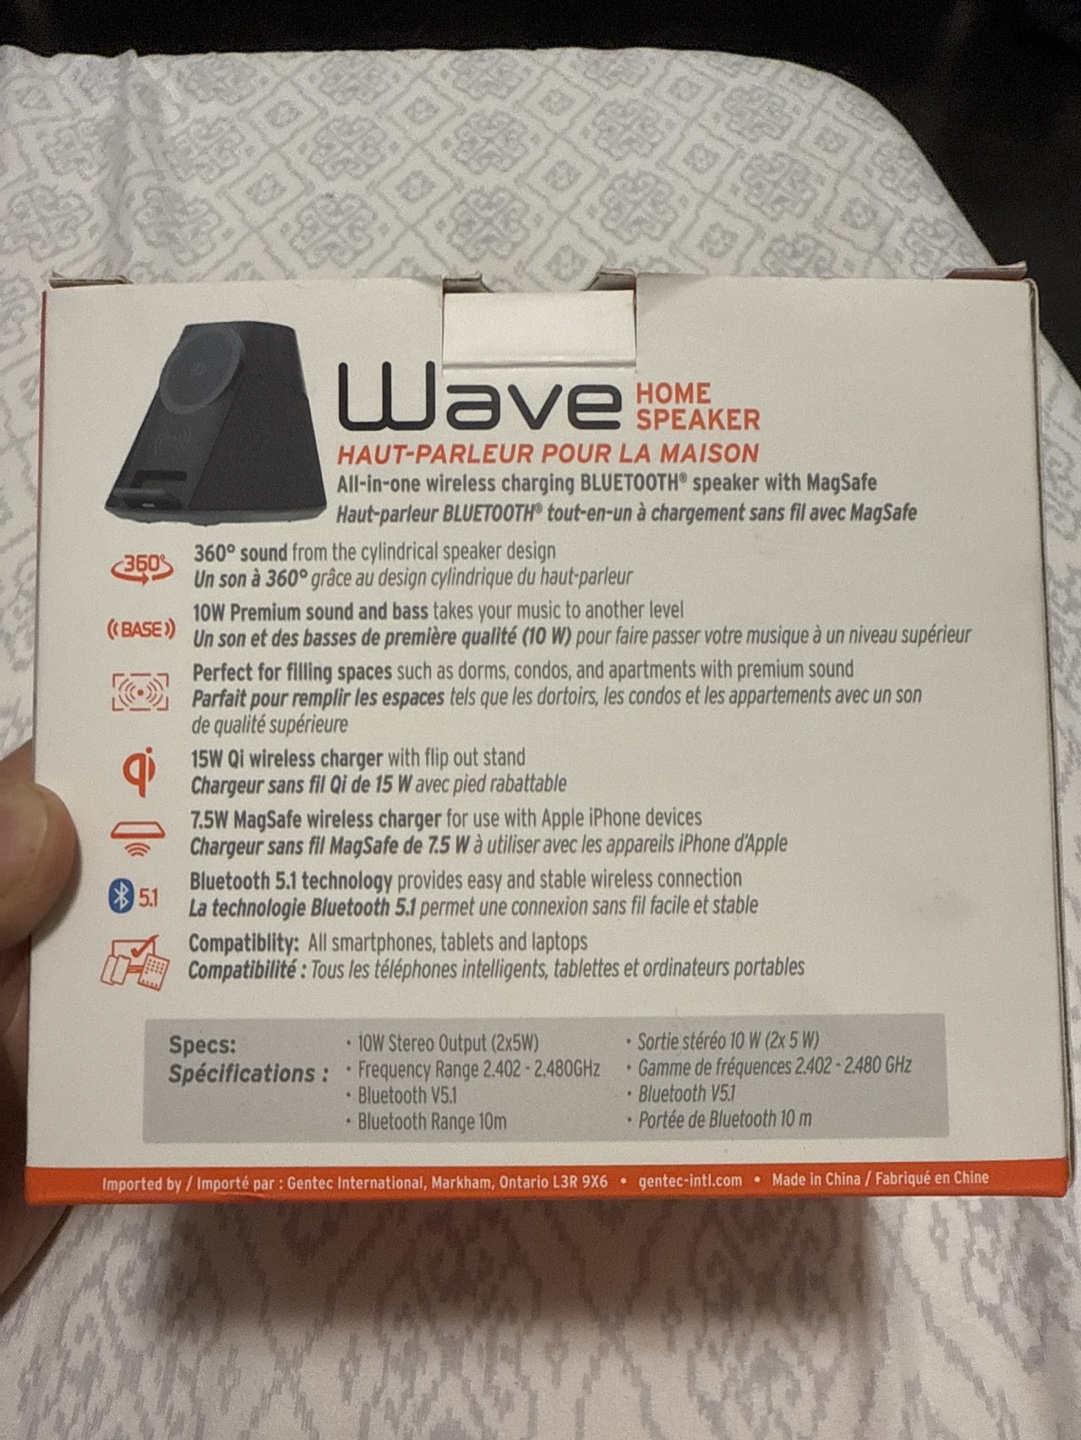 Wave HOME SPEAKER
HAUT-PARLEUR POUR LA MAISON
All-in-one wireless charging BLUETOOTH® speaker with MagSafe
Haut-parleur BLUETOOTH® tout-en-un à chargement sans fil avec MagSafe
360°
360° sound from the cylindrical speaker design
Un son à 360° grâce au design cylindrique du haut-parleur
((BASE))
10W Premium sound and bass takes your music to another level
Un son et des basses de première qualité (10 W) pour faire passer votre musique à un niveau supérieur
Perfect for filling spaces such as dorms, condos, and apartments with premium sound
Parfait pour remplir les espaces tels que les dortoirs, les condos et les appartements avec un son
de qualité supérieure
qi
15W Qi wireless charger with flip out stand
Chargeur sans fil Qi de 15 W avec pied rabattable
7.5W MagSafe wireless charger for use with Apple iPhone devices
Chargeur sans fil MagSafe de 7.5 W à utiliser avec les appareils iPhone d'Apple
5.1
Bluetooth 5.1 technology provides easy and stable wireless connection
La technologie Bluetooth 5.1 permet une connexion sans fil facile et stable
Compatiblity: All smartphones, tablets and laptops
Compatibilité : Tous les téléphones intelligents, tablettes et ordinateurs portables
Specs:
Spécifications :
• 10W Stereo Output (2x5W)
• Frequency Range 2.402 - 2.480GHz
• Bluetooth V5.1
• Bluetooth Range 10m
• Sortie stéréo 10 W (2x 5 W)
• Gamme de fréquences 2.402 - 2.480 GHz
• Bluetooth V5.1
• Portée de Bluetooth 10 m
Imported by / Importé par : Gentec International, Markham, Ontario L3R 9X6 • gentec-intl.com • Made in China / Fabriqué en Chine